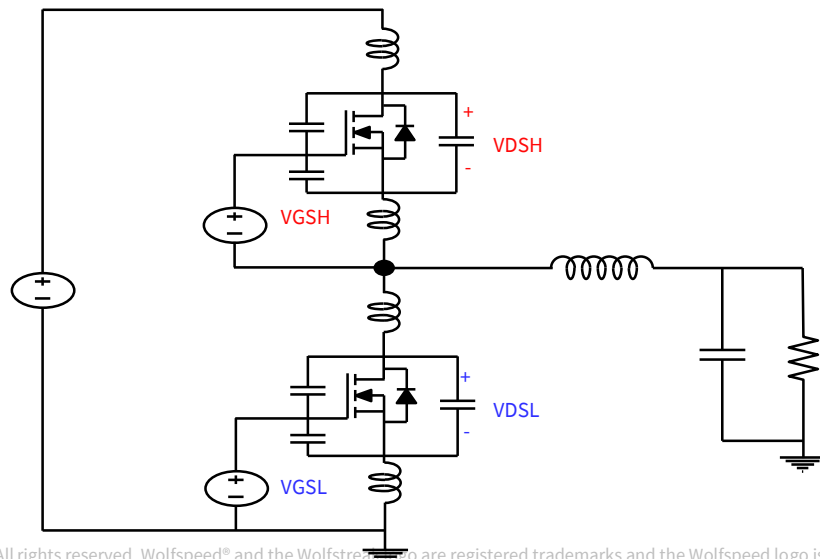 +
VDSH
-
VGSH
+
VDSL
-
VGSL
All rights reserved. Wolfspeed® and the Wolfstreak logo are registered trademarks and the Wolfspeed logo is